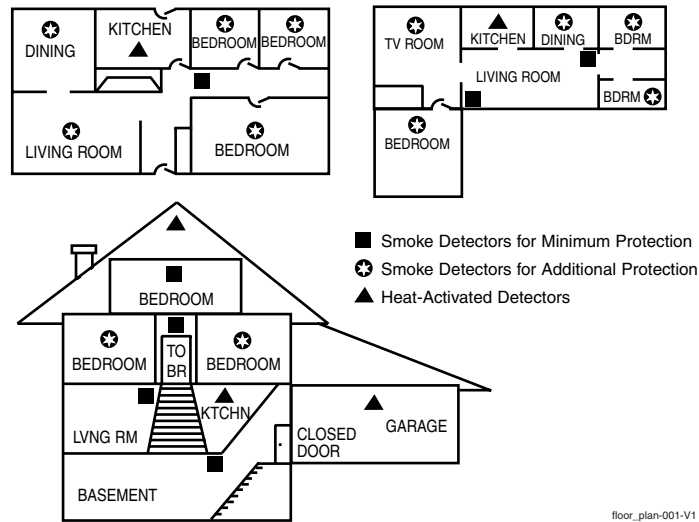 DINING
KITCHEN
BEDROOM
BEDROOM
LIVING ROOM
BEDROOM
TV ROOM
KITCHEN
DINING
BDRM
LIVING ROOM
BDRM
BEDROOM
Smoke Detectors for Minimum Protection
Smoke Detectors for Additional Protection
Heat-Activated Detectors
BEDROOM
BEDROOM
TO
BR
BEDROOM
LVNG RM
KTCHN
CLOSED
DOOR
GARAGE
BASEMENT
floor_plan-001-V1